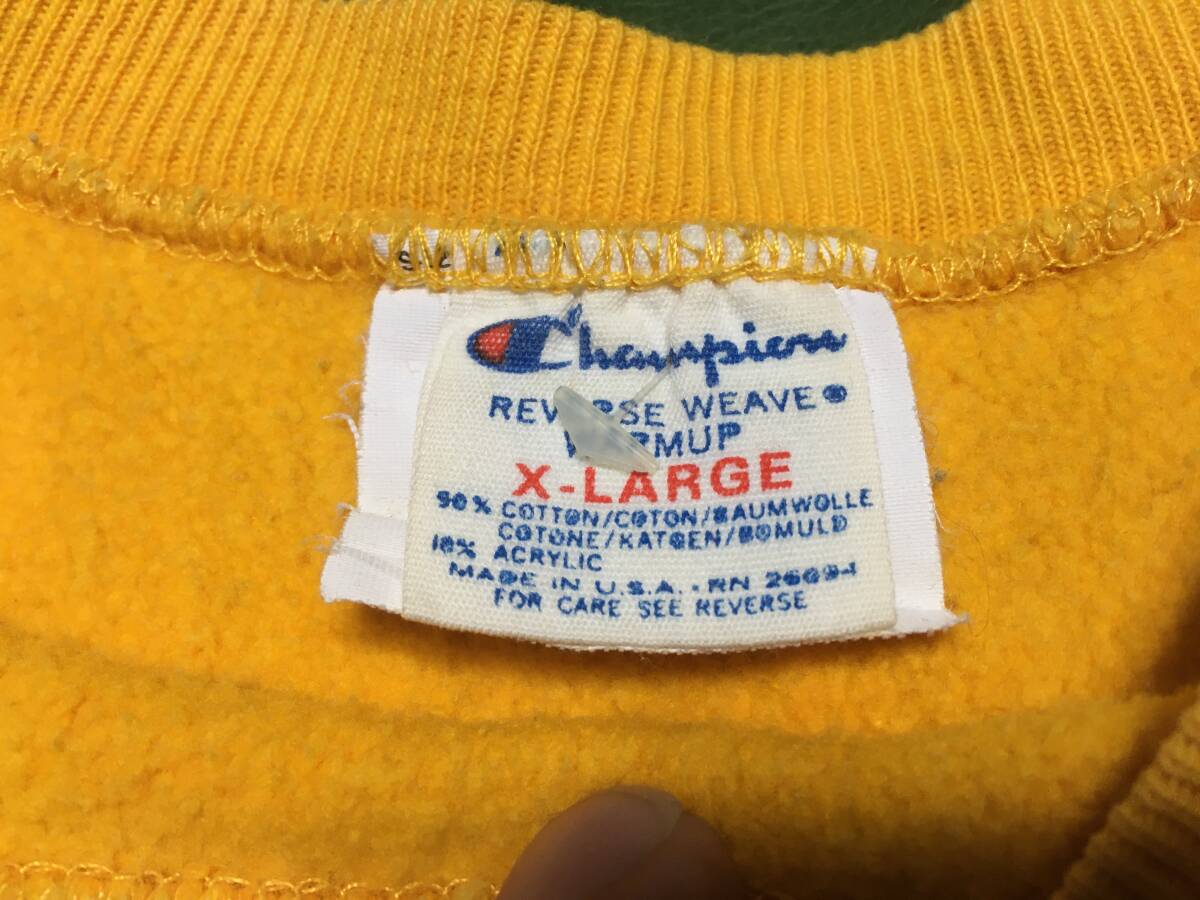 Champion
REVERSE WEAVE®
WARMUP
X-LARGE
90% COTTON/COTON/BAUMWOLLE
COTONE/KATOEN/BOMULD
10% ACRYLIC
MADE IN U.S.A. - RN 26094
FOR CARE SEE REVERSE